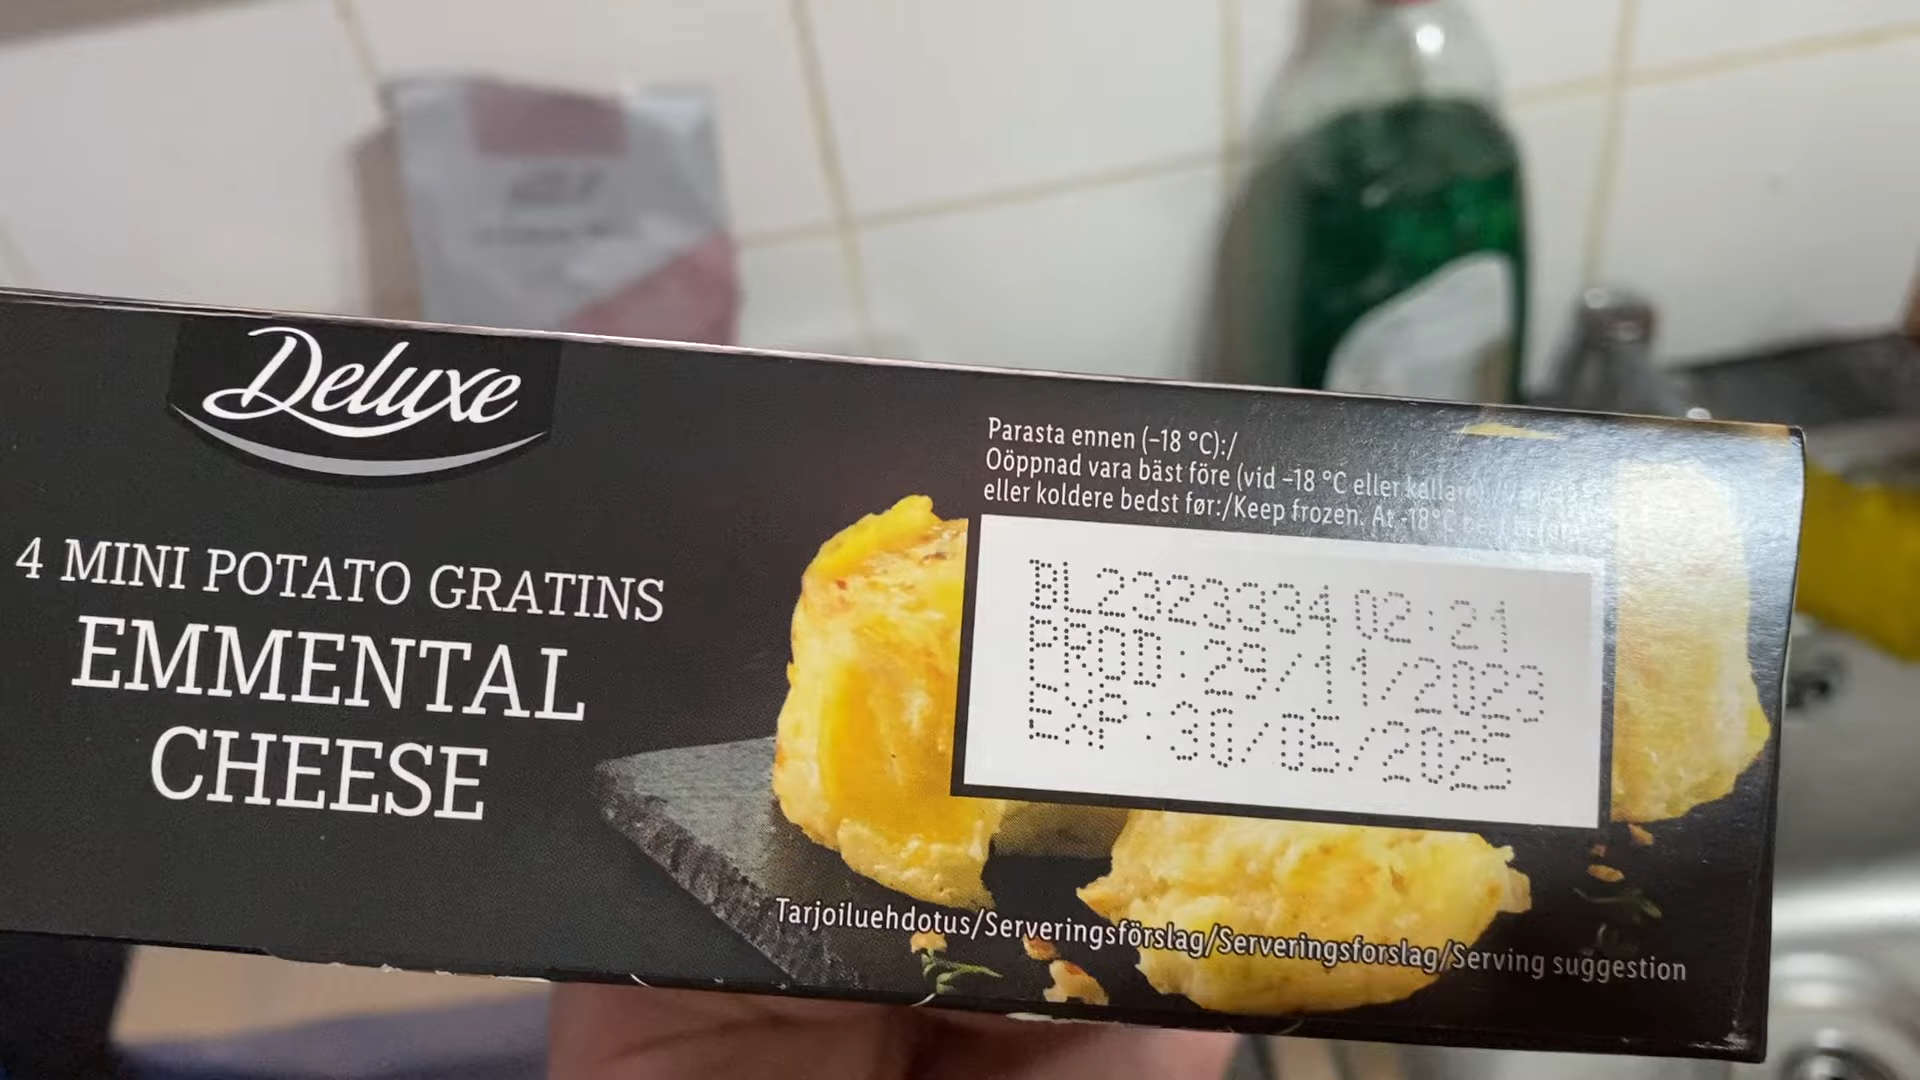 Deluxe
4 MINI POTATO GRATINS
EMMENTAL
CHEESE
Parasta ennen (–18 °C):/
Oöppnad vara bäst före (vid –18 °C eller kallare)
eller koldere bedst før:/Keep frozen. At -18°C
BL2323334 02:21
PROD:29/11/2023
EXP:30/05/2025
Tarjoiluehdotus/Serveringsförslag/Serveringsforslag/Serving suggestion